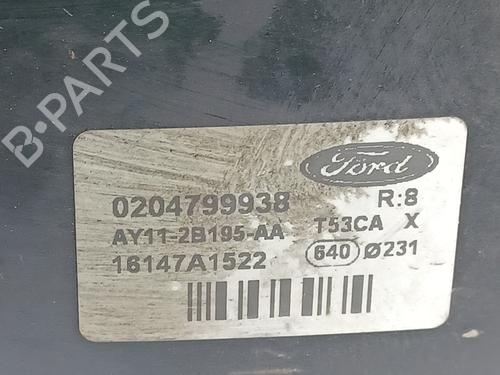 B-PARTS
Ford
0204799938 R:8
AY11-2B195-AA T53CA X
16147A1522 640 Ø231